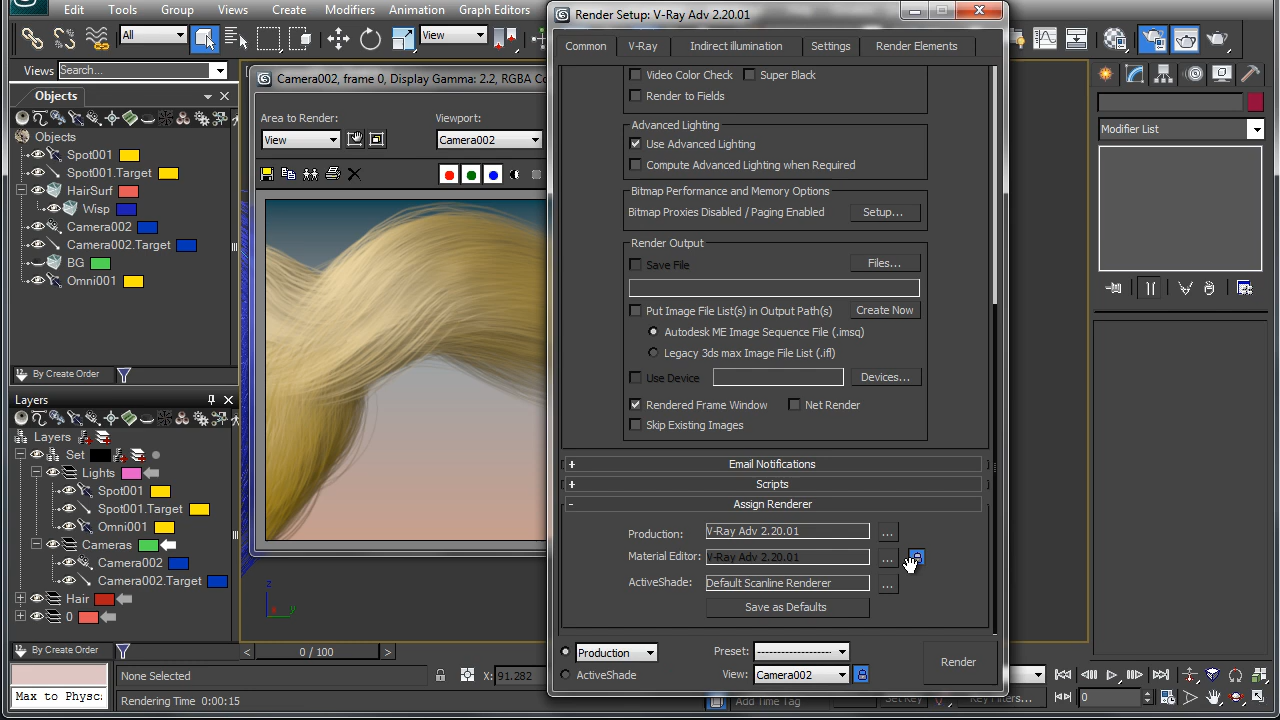 Edit Tools Group Views Create Modifiers Animation Graph Editors
All
View
Views Search...
Objects
Objects
Spot001
Spot001.Target
HairSurf
Wisp
Camera002
Camera002.Target
BG
Omni001
By Create Order
Layers
Layers
Set
Lights
Spot001
Spot001.Target
Omni001
Cameras
Camera002
Camera002.Target
Hair
0
By Create Order
Camera002, frame 0, Display Gamma: 2.2, RGBA Co
Area to Render:
View
Viewport:
Camera002
Render Setup: V-Ray Adv 2.20.01
Common V-Ray Indirect illumination Settings Render Elements
Video Color Check Super Black
Render to Fields
Advanced Lighting
Use Advanced Lighting
Compute Advanced Lighting when Required
Bitmap Performance and Memory Options
Bitmap Proxies Disabled / Paging Enabled Setup...
Render Output
Save File Files...
Put Image File List(s) in Output Path(s) Create Now
Autodesk ME Image Sequence File (.imsq)
Legacy 3ds max Image File List (.ifl)
Use Device Devices...
Rendered Frame Window Net Render
Skip Existing Images
+ Email Notifications
+ Scripts
- Assign Renderer
Production: V-Ray Adv 2.20.01 ...
Material Editor: V-Ray Adv 2.20.01 ...
ActiveShade: Default Scanline Renderer ...
Save as Defaults
Production
ActiveShade
Preset: --------------------
View: Camera002
Render
Modifier List
z
x y
< 0 / 100 >
None Selected X: 91.282
Rendering Time 0:00:15
Max to Physc
Add Time Tag
Set Key Key Filters...
0